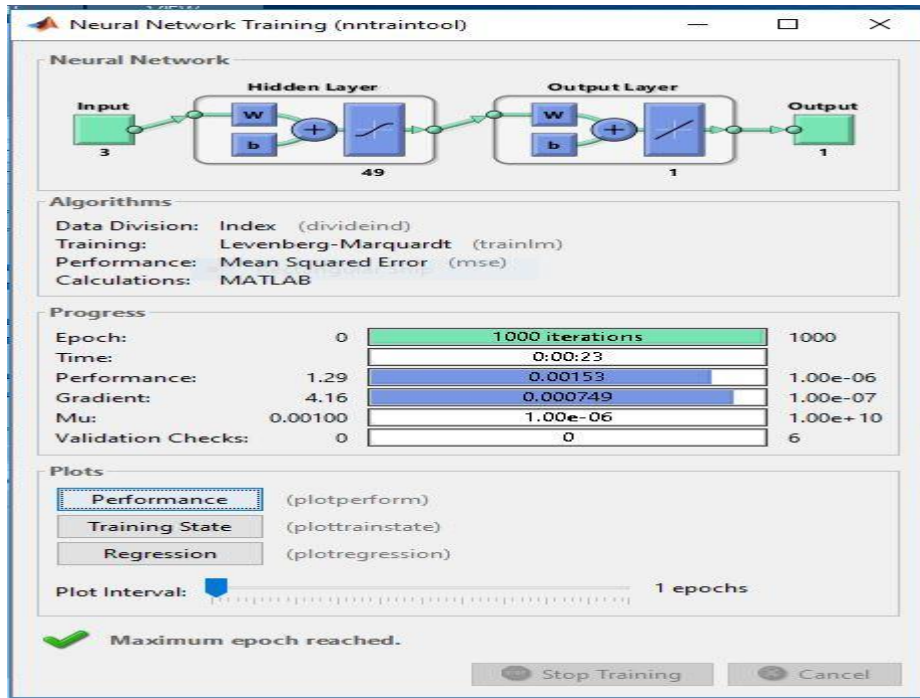 Neural Network Training (nntraintool)
Neural Network
Hidden Layer Output Layer
Input Output
W W
b b
3 49 1 1
Algorithms
Data Division: Index (divideind)
Training: Levenberg-Marquardt (trainlm)
Performance: Mean Squared Error (mse)
Calculations: MATLAB
Progress
Epoch: 0 1000 iterations 1000
Time: 0:00:23
Performance: 1.29 0.00153 1.00e-06
Gradient: 4.16 0.000749 1.00e-07
Mu: 0.00100 1.00e-06 1.00e+10
Validation Checks: 0 0 6
Plots
Performance (plotperform)
Training State (plottrainstate)
Regression (plotregression)
Plot Interval: 1 epochs
Maximum epoch reached.
Stop Training Cancel